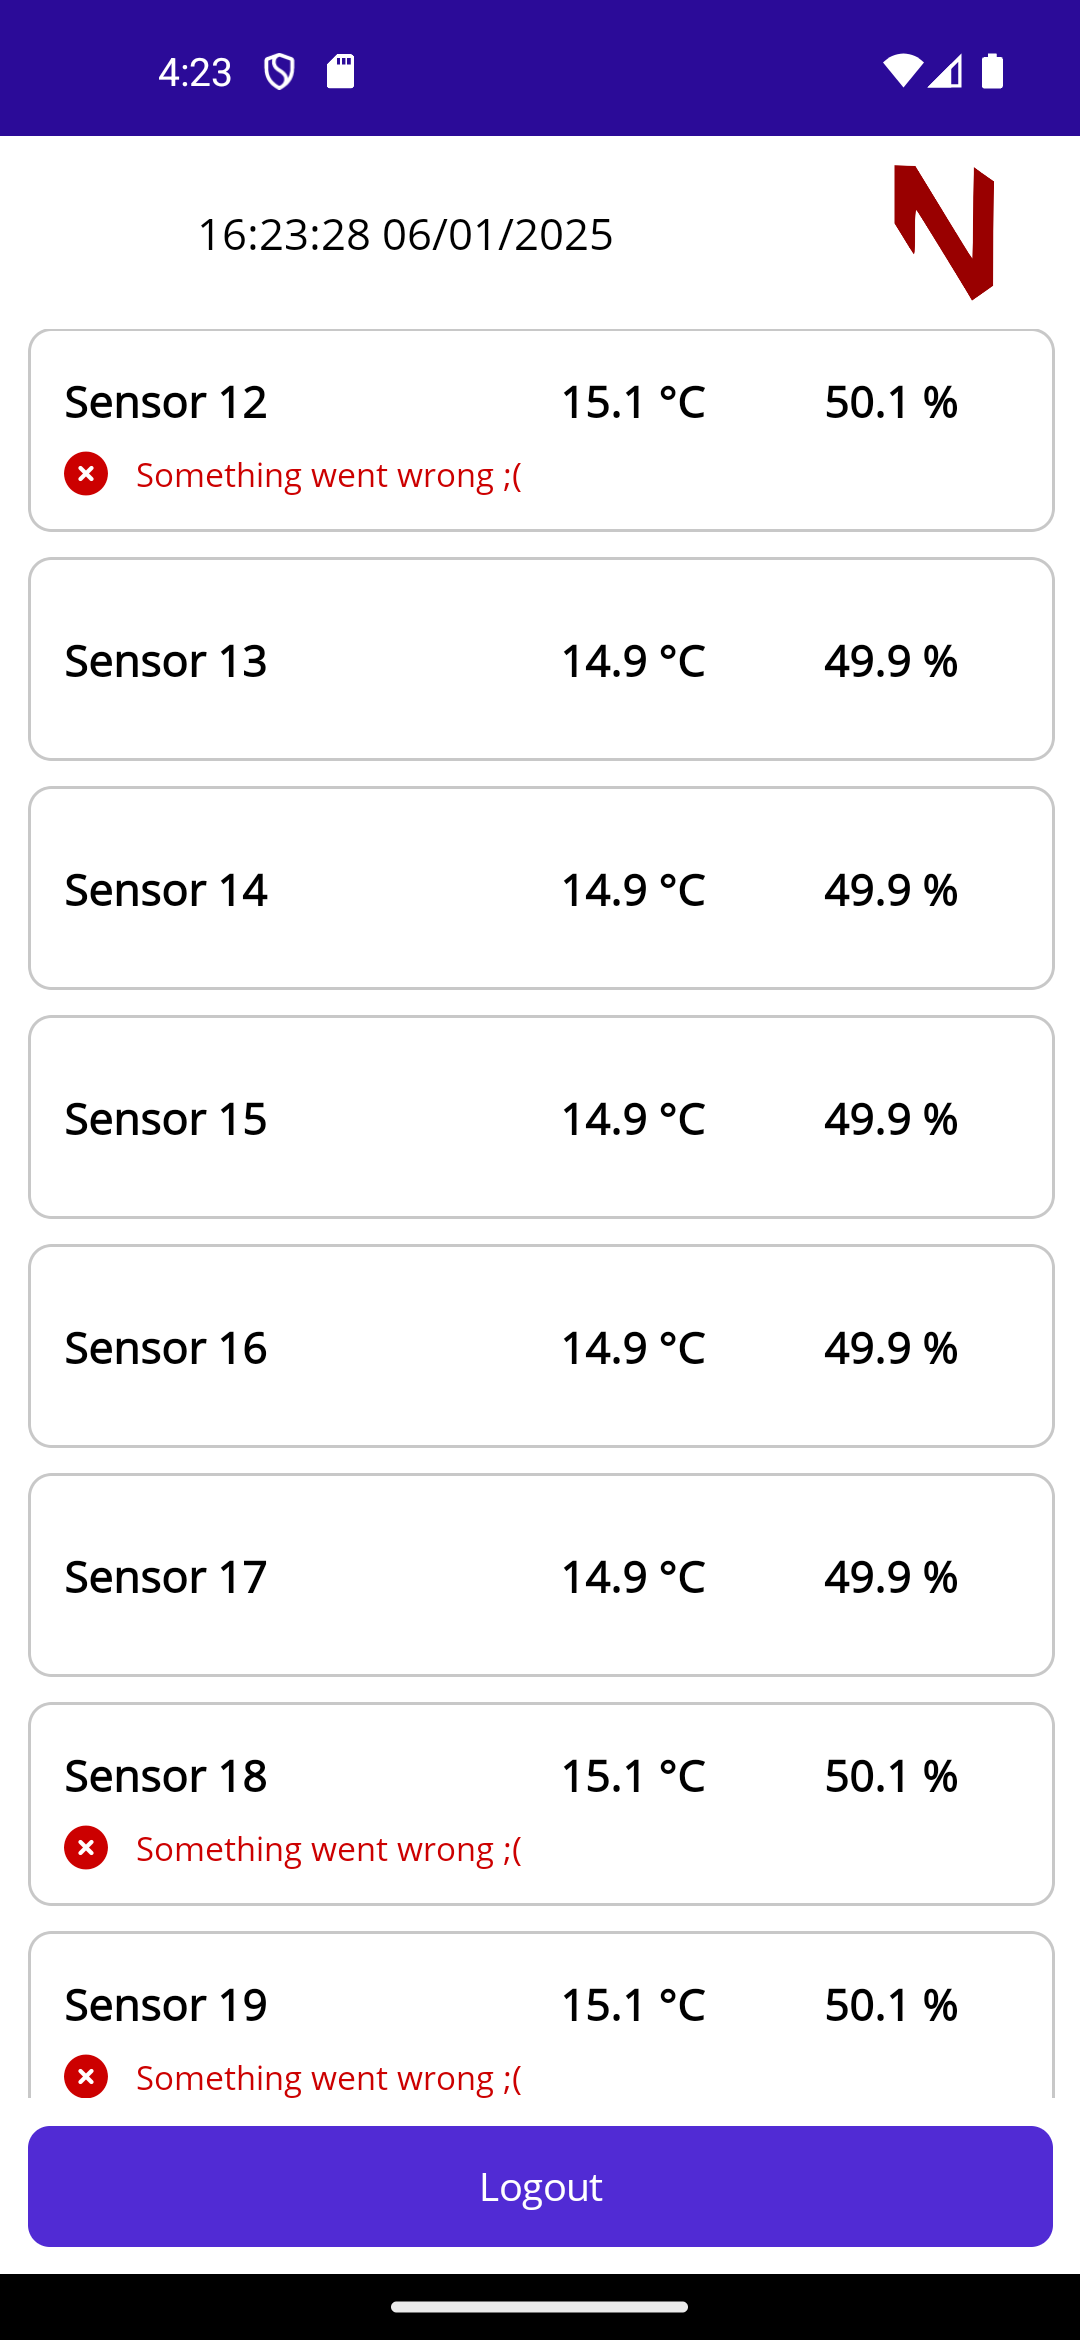 4:23
16:23:28 06/01/2025
N
Sensor 12 15.1 °C 50.1 %
Something went wrong ;(
Sensor 13 14.9 °C 49.9 %
Sensor 14 14.9 °C 49.9 %
Sensor 15 14.9 °C 49.9 %
Sensor 16 14.9 °C 49.9 %
Sensor 17 14.9 °C 49.9 %
Sensor 18 15.1 °C 50.1 %
Something went wrong ;(
Sensor 19 15.1 °C 50.1 %
Something went wrong ;(
Logout